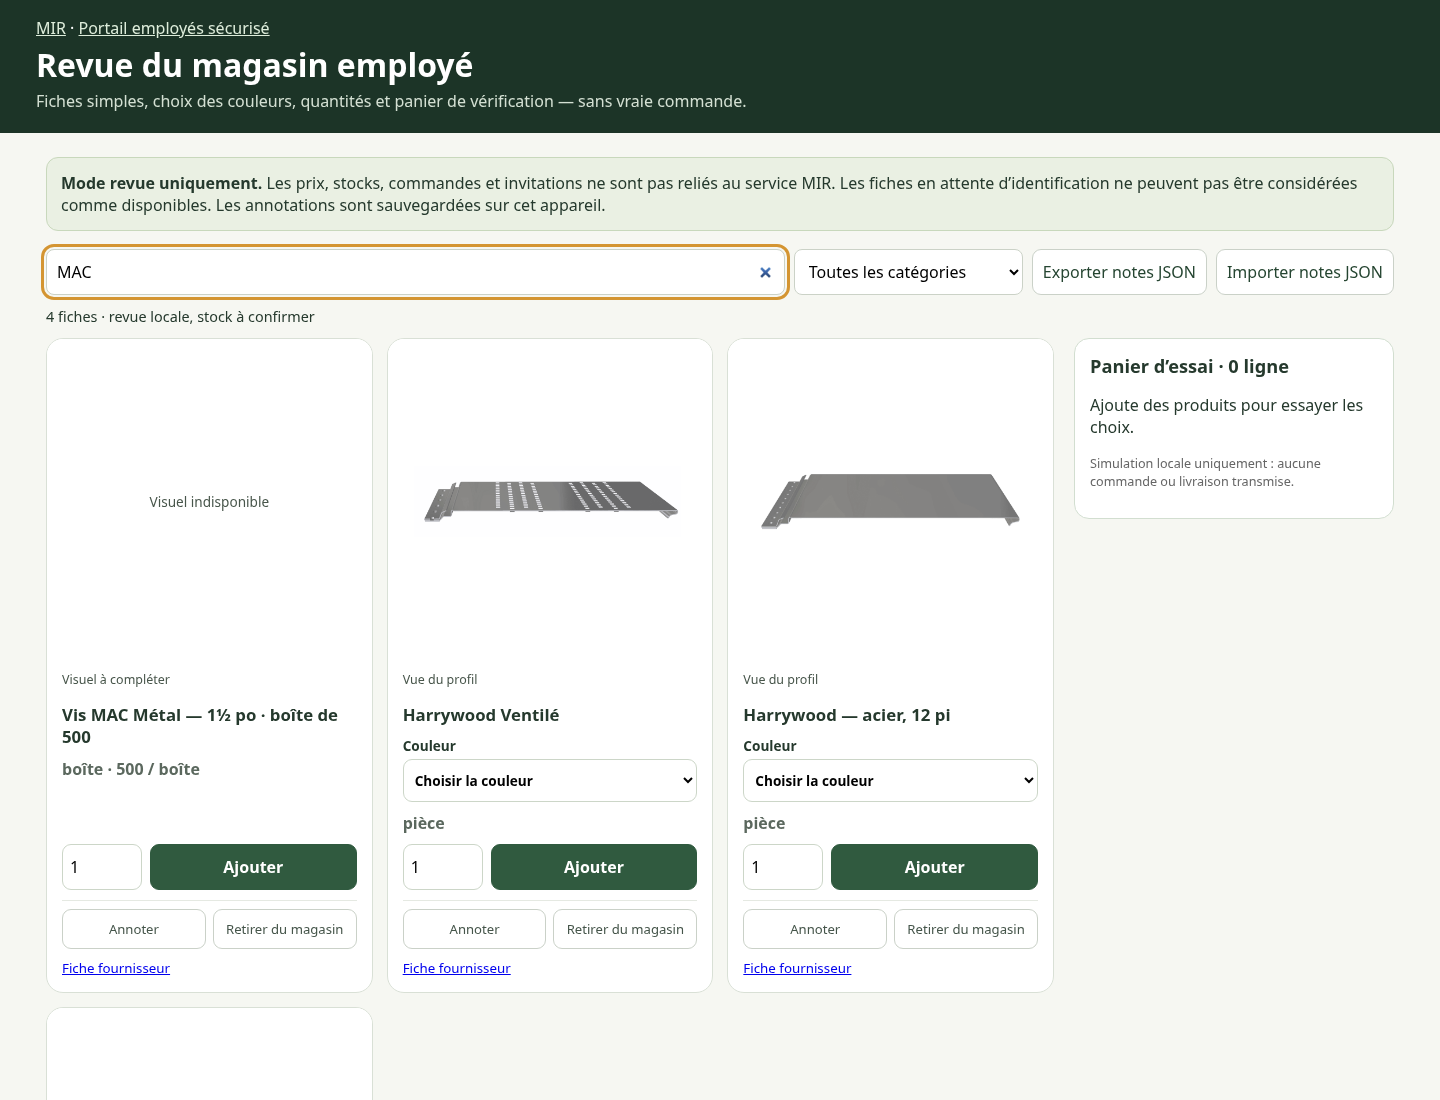 MIR · Portail employés sécurisé
Revue du magasin employé
Fiches simples, choix des couleurs, quantités et panier de vérification — sans vraie commande.
Mode revue uniquement. Les prix, stocks, commandes et invitations ne sont pas reliés au service MIR. Les fiches en attente d’identification ne peuvent pas être considérées
comme disponibles. Les annotations sont sauvegardées sur cet appareil.
MAC
Toutes les catégories
Exporter notes JSON
Importer notes JSON
4 fiches · revue locale, stock à confirmer
Visuel indisponible
Visuel à compléter
Vis MAC Métal — 1½ po · boîte de
500
boîte · 500 / boîte
1
Ajouter
Annoter
Retirer du magasin
Fiche fournisseur
Vue du profil
Harrywood Ventilé
Couleur
Choisir la couleur
pièce
1
Ajouter
Annoter
Retirer du magasin
Fiche fournisseur
Vue du profil
Harrywood — acier, 12 pi
Couleur
Choisir la couleur
pièce
1
Ajouter
Annoter
Retirer du magasin
Fiche fournisseur
Panier d’essai · 0 ligne
Ajoute des produits pour essayer les
choix.
Simulation locale uniquement : aucune
commande ou livraison transmise.